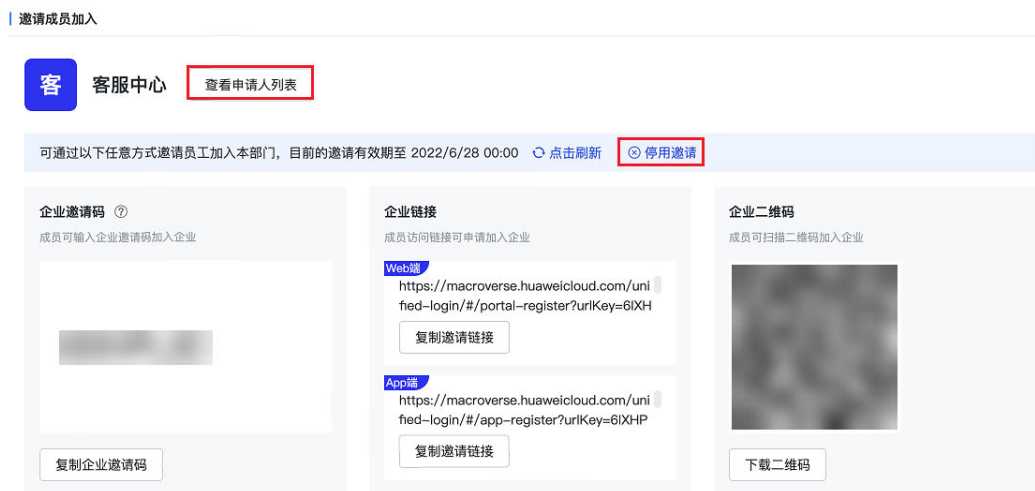 邀请成员加入
客
客服中心
查看申请人列表
可通过以下任意方式邀请员工加入本部门，目前的邀请有效期至 2022/6/28 00:00 点击刷新 停用邀请
企业邀请码
成员可输入企业邀请码加入企业
复制企业邀请码
企业链接
成员访问链接可申请加入企业
Web端
https://macroverse.huaweicloud.com/uni
fied-login/#/portal-register?urlKey=6lXH
复制邀请链接
App端
https://macroverse.huaweicloud.com/uni
fied-login/#/app-register?urlKey=6lXHP
复制邀请链接
企业二维码
成员可扫描二维码加入企业
下载二维码